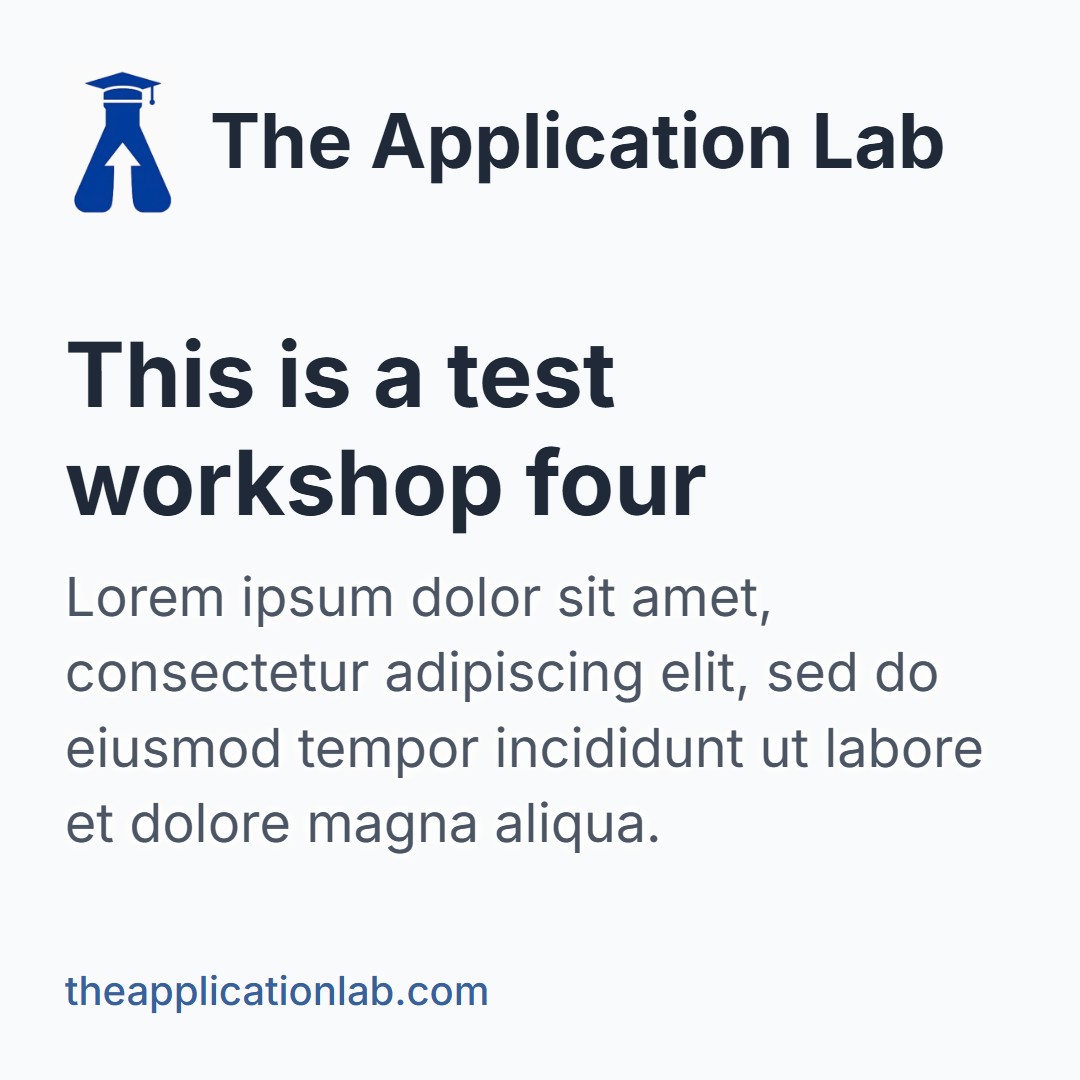 The Application Lab
This is a test
workshop four
Lorem ipsum dolor sit amet,
consectetur adipiscing elit, sed do
eiusmod tempor incididunt ut labore
et dolore magna aliqua.
theapplicationlab.com